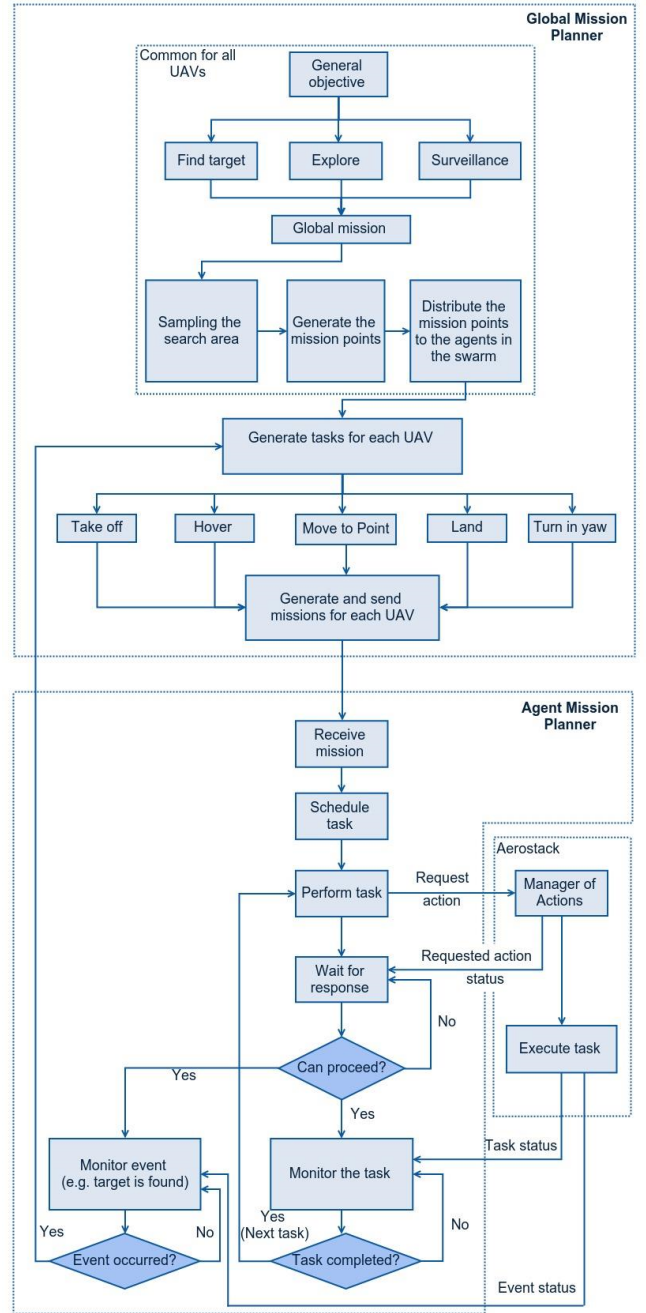 Global Mission
Planner
Common for all
UAVs
General
objective
Find target
Explore
Surveillance
Global mission
Sampling the
search area
Generate the
mission points
Distribute the
mission points
to the agents in
the swarm
Generate tasks for each UAV
Take off
Hover
Move to Point
Land
Turn in yaw
Generate and send
missions for each UAV
Agent Mission
Planner
Receive
mission
Schedule
task
Aerostack
Perform task
Request
action
Manager of
Actions
Requested action
status
Wait for
response
No
Execute task
Can proceed?
Yes
Yes
Task status
Monitor event
(e.g. target is found)
Monitor the task
Yes
No
Yes
(Next task)
No
Event occurred?
Task completed?
Event status